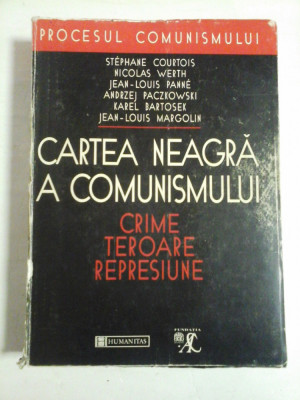 PROCESUL COMUNISMULUI
STÉPHANE COURTOIS
NICOLAS WERTH
JEAN-LOUIS PANNÉ
ANDRZEJ PACZKOWSKI
KAREL BARTOSEK
JEAN-LOUIS MARGOLIN
CARTEA NEAGRĂ
A COMUNISMULUI
CRIME
TEROARE
REPRESIUNE
HUMANITAS
FUNDAȚIA